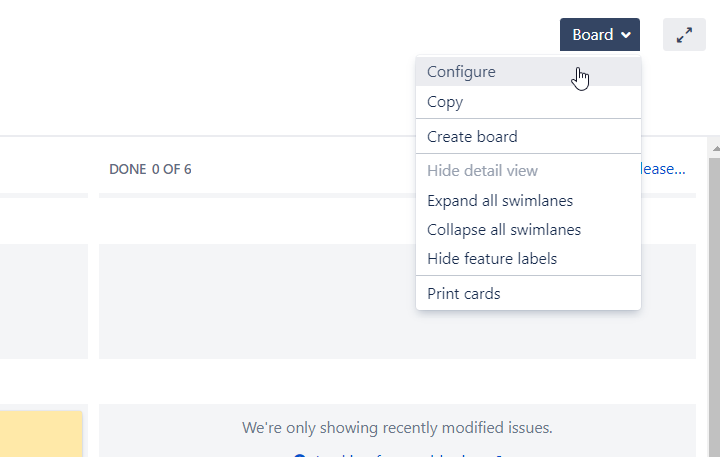 Board
Configure
Copy
Create board
DONE 0 OF 6
Hide detail view
lease...
Expand all swimlanes
Collapse all swimlanes
Hide feature labels
Print cards
We're only showing recently modified issues.